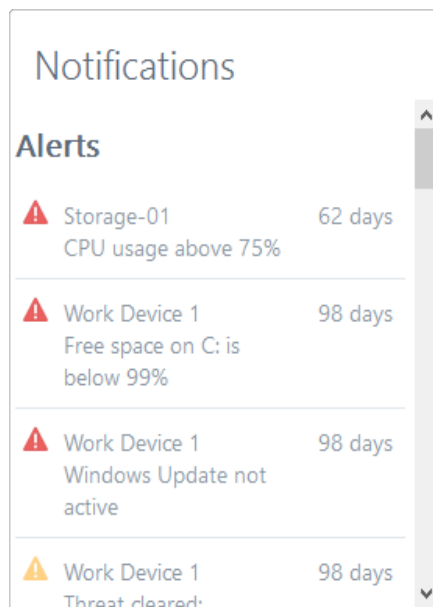 Notifications
Alerts
Storage-01 62 days
CPU usage above 75%
Work Device 1 98 days
Free space on C: is
below 99%
Work Device 1 98 days
Windows Update not
active
Work Device 1 98 days
Threat cleared: